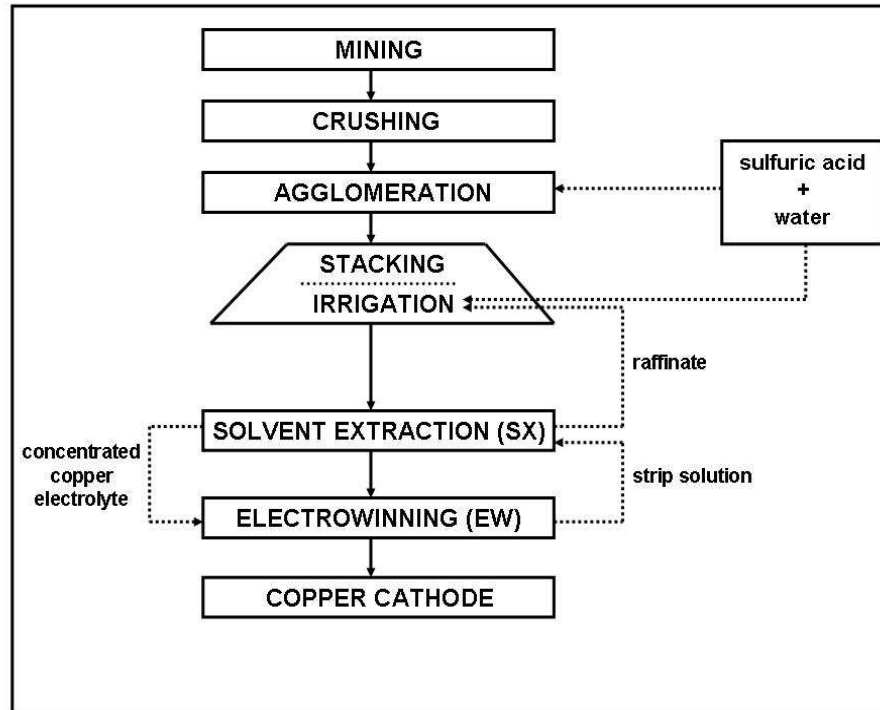 MINING
CRUSHING
sulfuric acid
+
water
AGGLOMERATION
STACKING
IRRIGATION
raffinate
SOLVENT EXTRACTION (SX)
concentrated
copper
electrolyte
strip solution
ELECTROWINNING (EW)
COPPER CATHODE